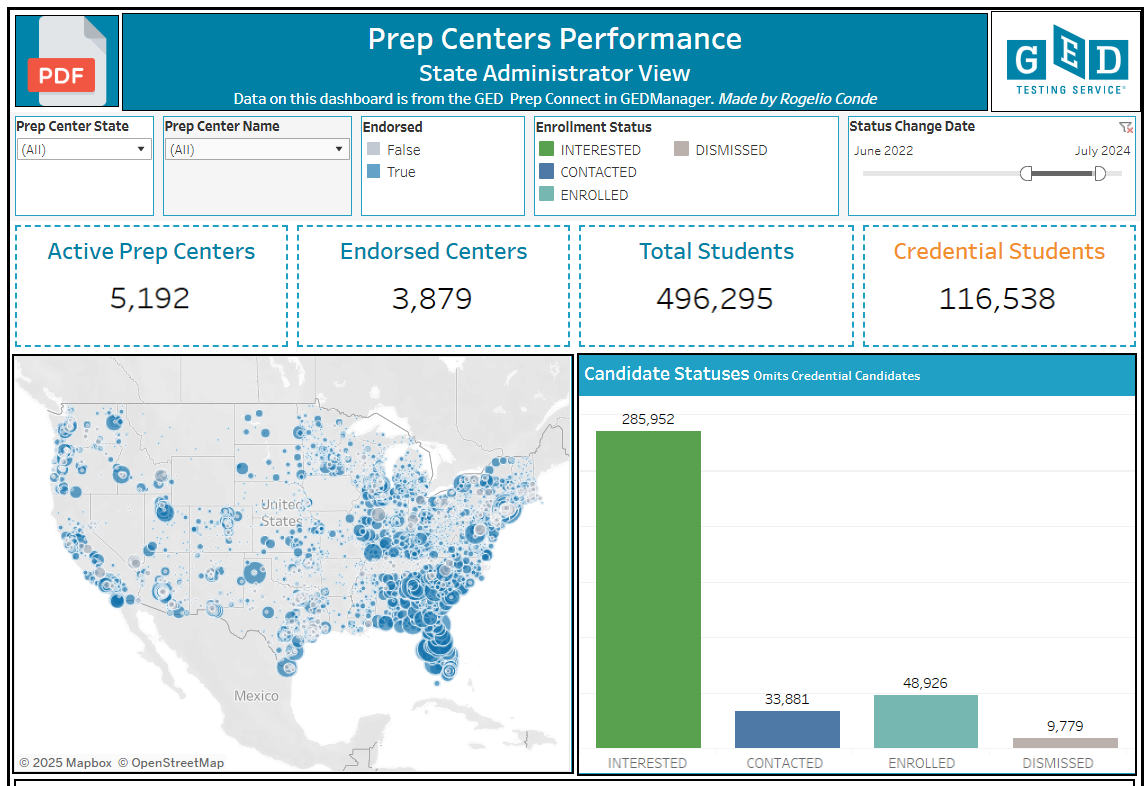 PDF
Prep Centers Performance
State Administrator View
Data on this dashboard is from the GED Prep Connect in GEDManager. Made by Rogelio Conde
GED
TESTING SERVICE®
Prep Center State
(All)
Prep Center Name
(All)
Endorsed
False
True
Enrollment Status
INTERESTED
DISMISSED
CONTACTED
ENROLLED
Status Change Date
June 2022
July 2024
Active Prep Centers
5,192
Endorsed Centers
3,879
Total Students
496,295
Credential Students
116,538
United
States
Mexico
© 2025 Mapbox © OpenStreetMap
Candidate Statuses Omits Credential Candidates
285,952
33,881
48,926
9,779
INTERESTED
CONTACTED
ENROLLED
DISMISSED